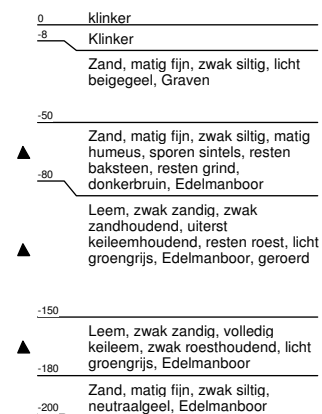 0 klinker
-8 Klinker
Zand, matig fijn, zwak siltig, licht
beigegeel, Graven
-50
Zand, matig fijn, zwak siltig, matig
humeus, sporen sintels, resten
baksteen, resten grind,
-80 donkerbruin, Edelmanboor
Leem, zwak zandig, zwak
zandhoudend, uiterst
keileemhoudend, resten roest, licht
groengrijs, Edelmanboor, geroerd
-150
Leem, zwak zandig, volledig
keileem, zwak roesthoudend, licht
groengrijs, Edelmanboor
-180
Zand, matig fijn, zwak siltig,
-200 neutraalgeel, Edelmanboor